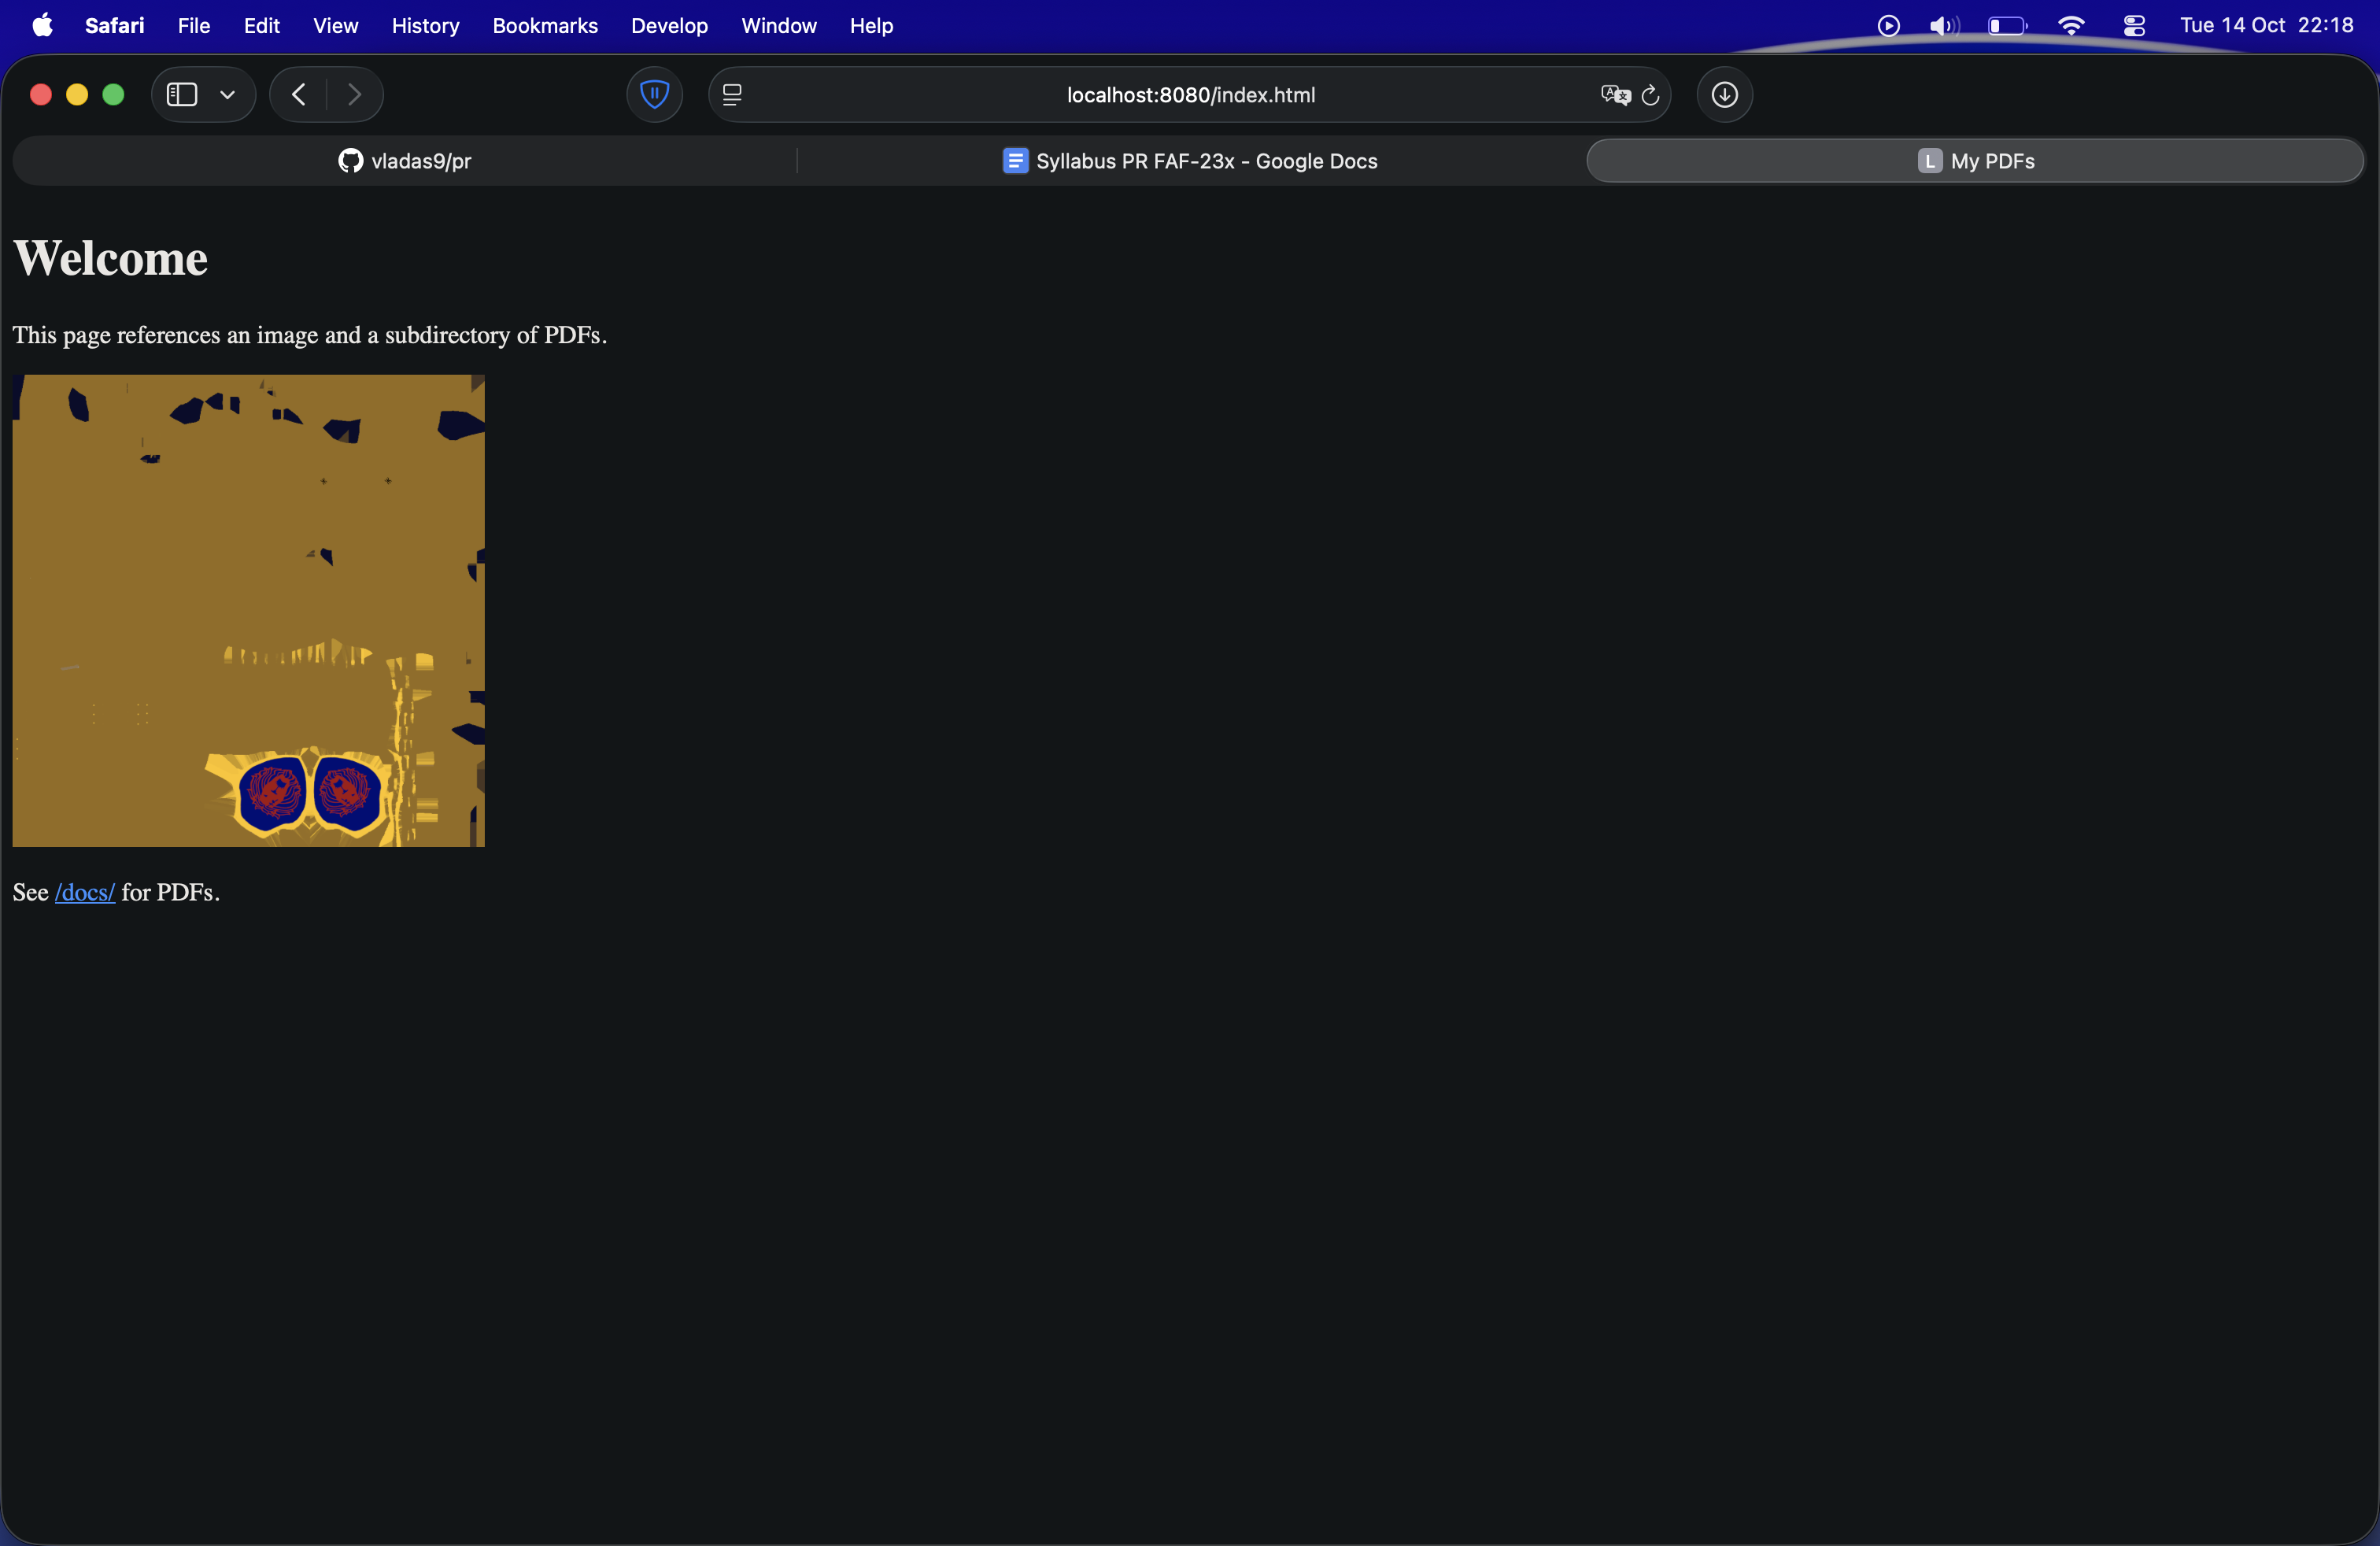 Safari File Edit View History Bookmarks Develop Window Help Tue 14 Oct 22:18
localhost:8080/index.html
vladas9/pr Syllabus PR FAF-23x - Google Docs L My PDFs
Welcome
This page references an image and a subdirectory of PDFs.
See /docs/ for PDFs.